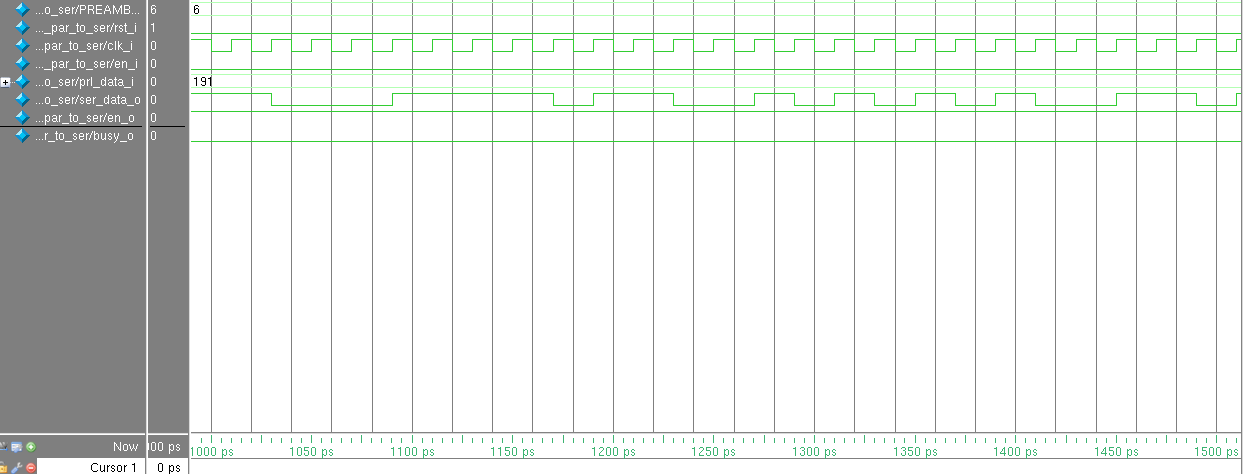 ...o_ser/PREAMB... 6 6
..._par_to_ser/rst_i 1
...par_to_ser/clk_i 0
..._par_to_ser/en_i 0
...o_ser/prl_data_i 0 191
...o_ser/ser_data_o 0
...par_to_ser/en_o 0
...r_to_ser/busy_o 0
Now 000 ps 1000 ps 1050 ps 1100 ps 1150 ps 1200 ps 1250 ps 1300 ps 1350 ps 1400 ps 1450 ps 1500 ps
Cursor 1 0 ps